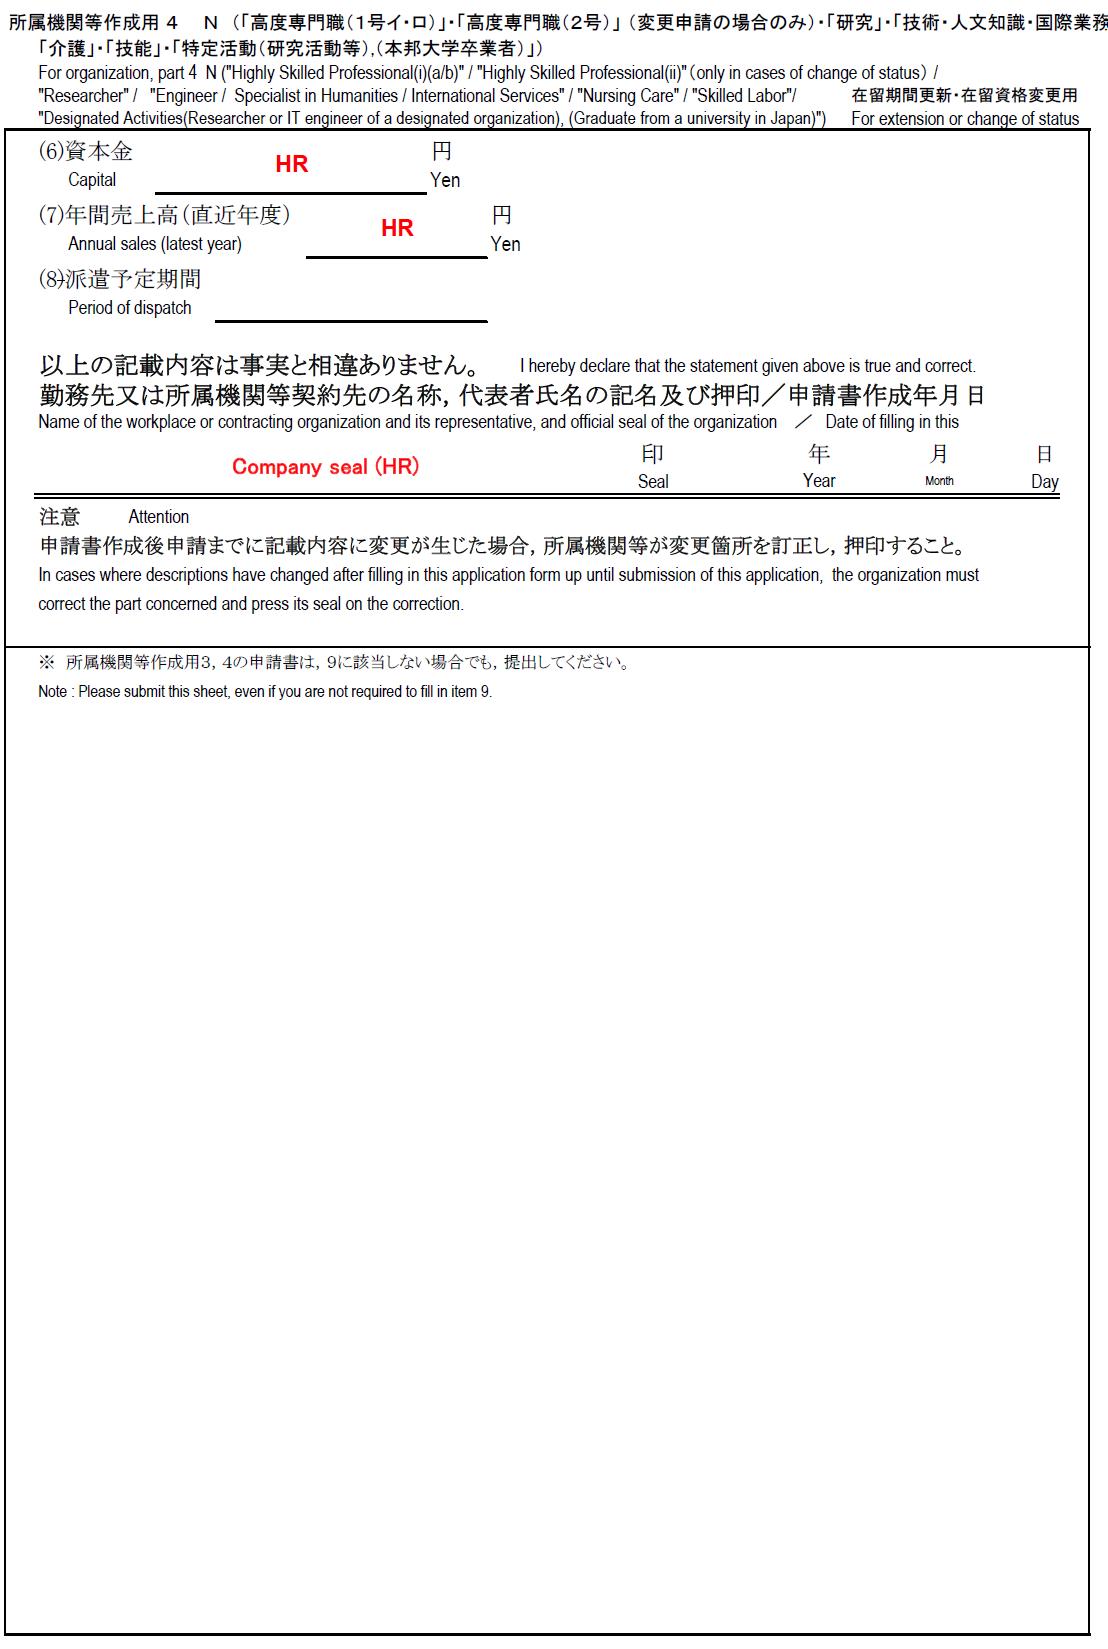 所属機関等作成用 4　N （「高度専門職（1号イ・ロ）」・「高度専門職（2号）」（変更申請の場合のみ）・「研究」・「技術・人文知識・国際業務
「介護」・「技能」・「特定活動（研究活動等），（本邦大学卒業者）」）
For organization, part 4 N ("Highly Skilled Professional(i)(a/b)" / "Highly Skilled Professional(ii)"（only in cases of change of status） /
"Researcher" / "Engineer / Specialist in Humanities / International Services" / "Nursing Care" / "Skilled Labor"/ 在留期間更新・在留資格変更用
"Designated Activities(Researcher or IT engineer of a designated organization), (Graduate from a university in Japan)") For extension or change of status
(6)資本金 HR 円
Capital Yen
(7)年間売上高（直近年度） HR 円
Annual sales (latest year) Yen
(8)派遣予定期間
Period of dispatch
以上の記載内容は事実と相違ありません。 I hereby declare that the statement given above is true and correct.
勤務先又は所属機関等契約先の名称，代表者氏名の記名及び押印／申請書作成年月日
Name of the workplace or contracting organization and its representative, and official seal of the organization ／ Date of filling in this
Company seal (HR) 印 年 月 日
Seal Year Month Day
注意 Attention
申請書作成後申請までに記載内容に変更が生じた場合，所属機関等が変更箇所を訂正し，押印すること。
In cases where descriptions have changed after filling in this application form up until submission of this application, the organization must
correct the part concerned and press its seal on the correction.
※ 所属機関等作成用3，4の申請書は，9に該当しない場合でも，提出してください。
Note : Please submit this sheet, even if you are not required to fill in item 9.